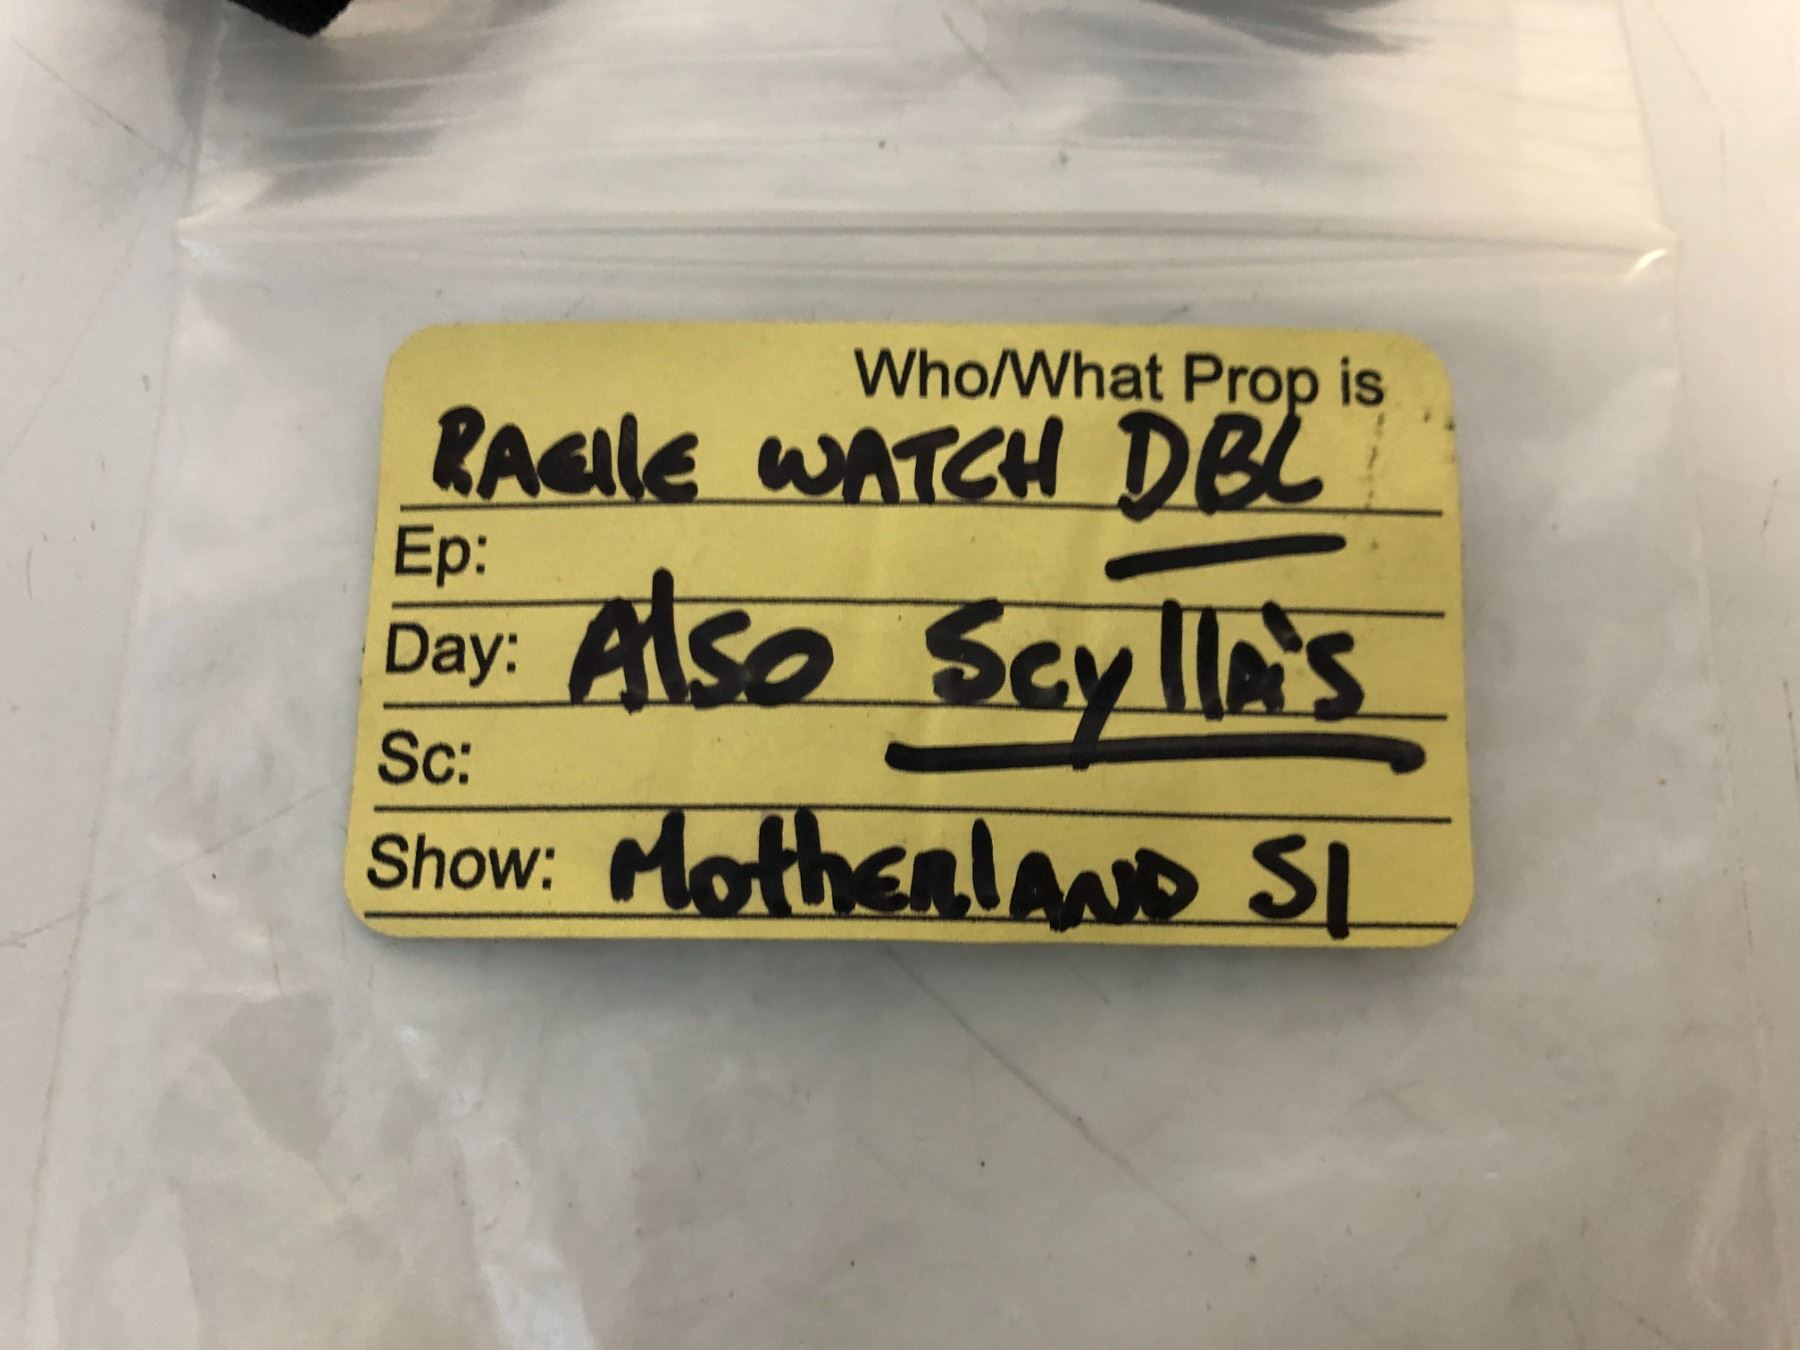 Who/What Prop is
RAElle WATCH DBL
Ep:
Day: Also Scylla's
Sc:
Show: MothERlAND S1